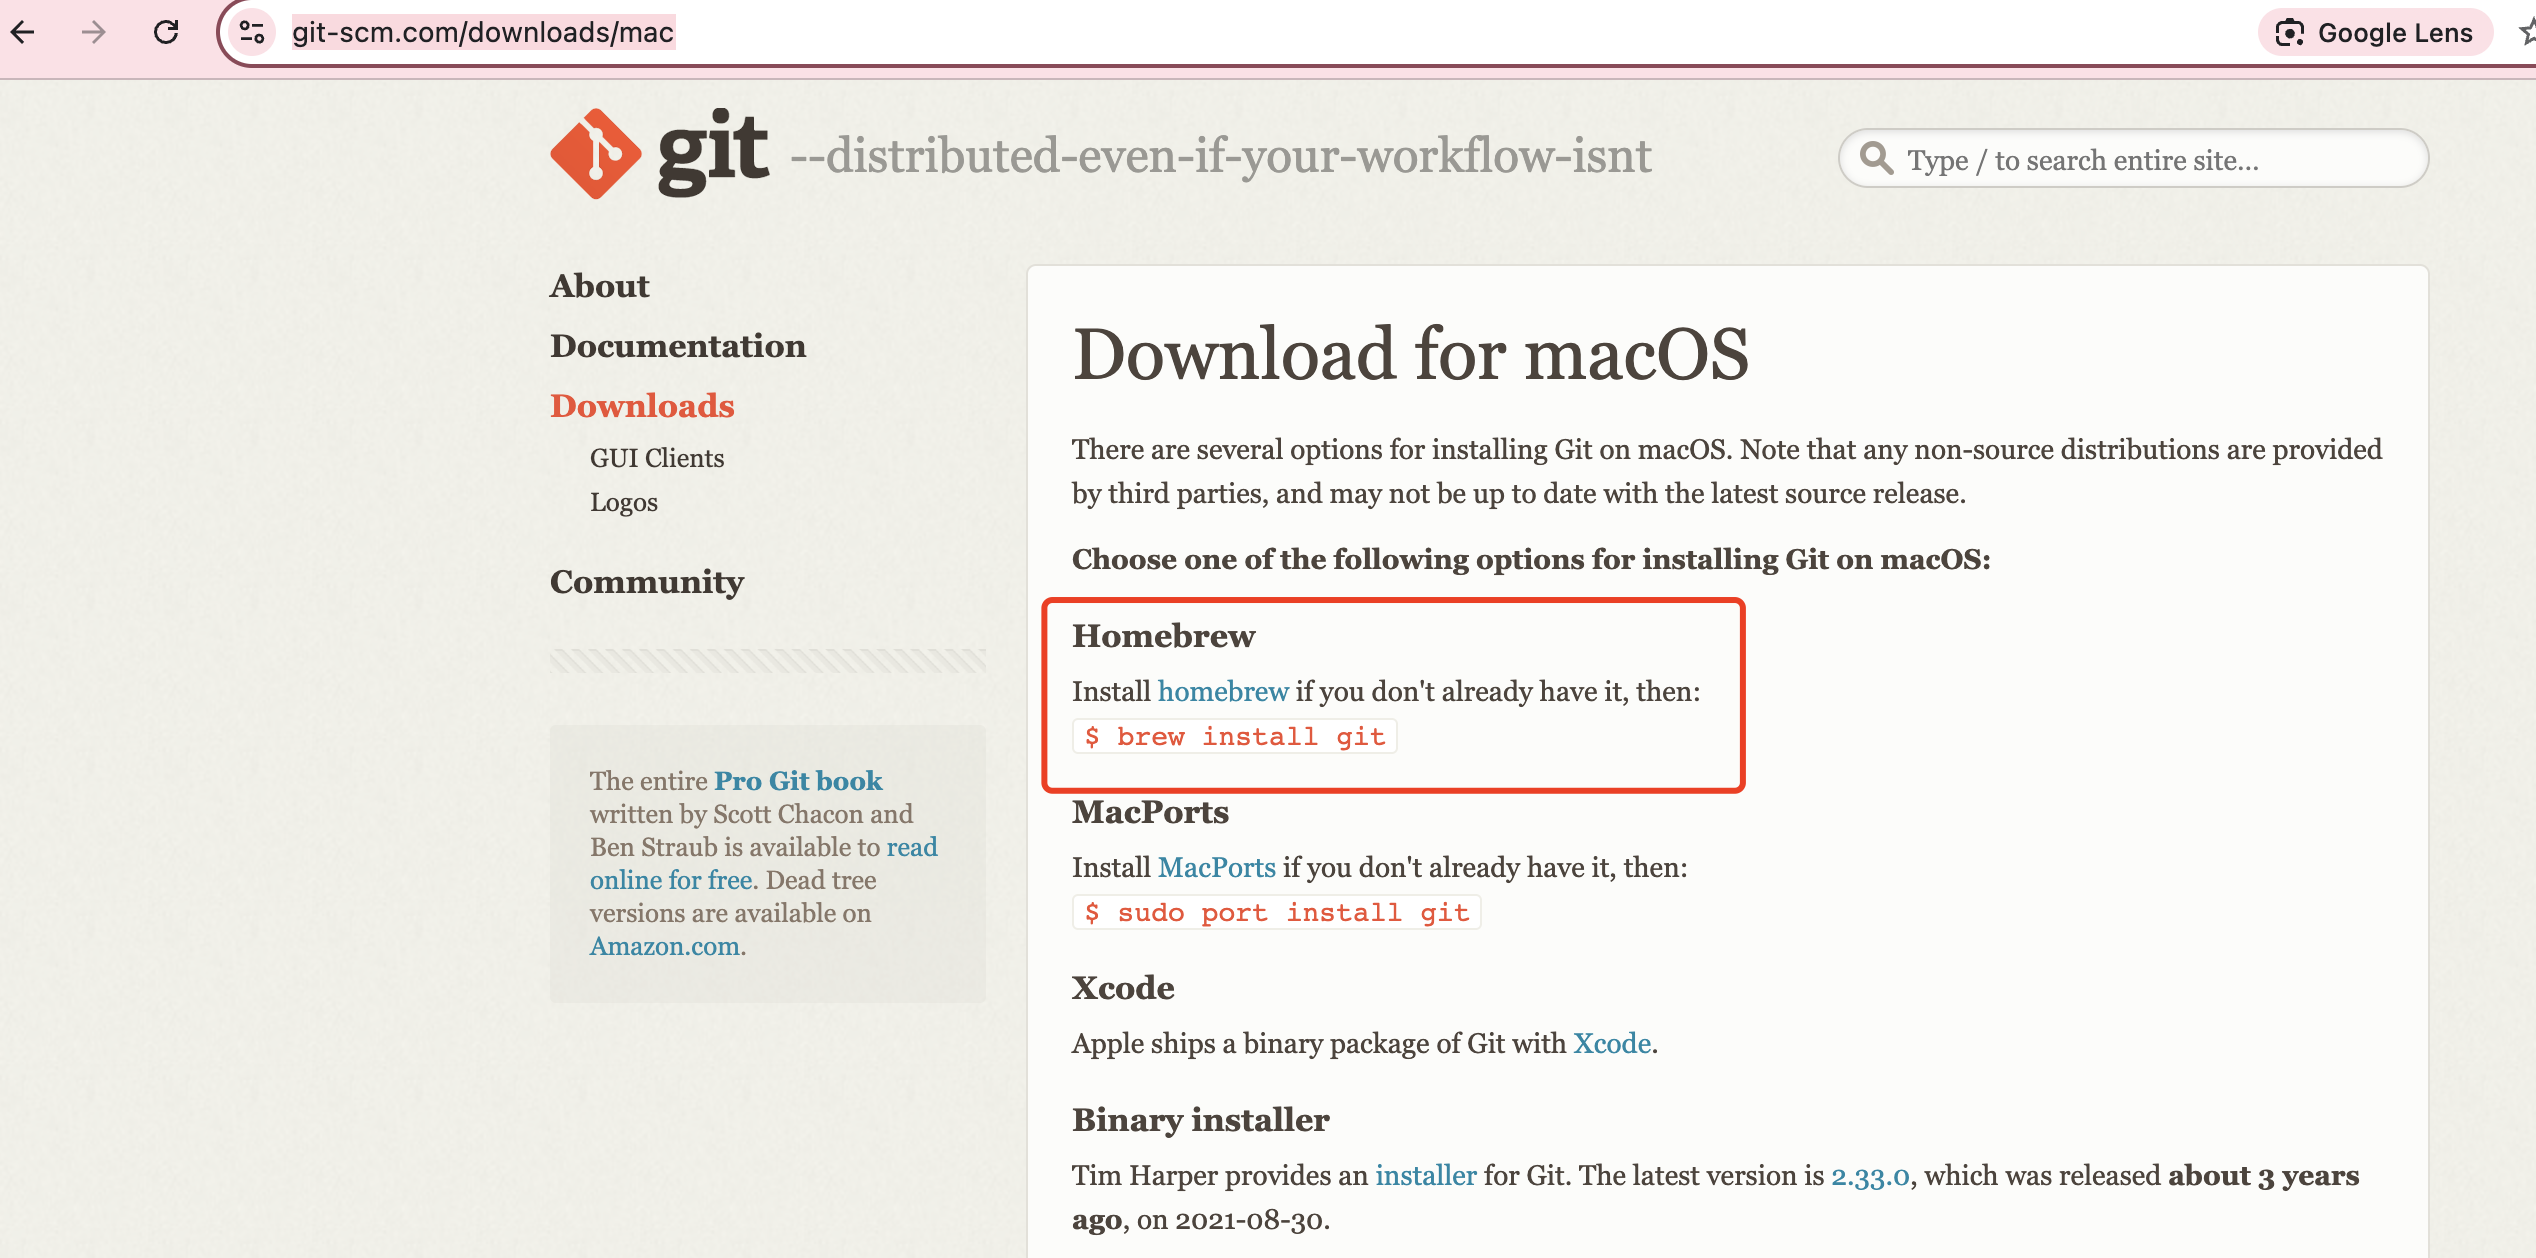 git-scm.com/downloads/mac
Google Lens
git --distributed-even-if-your-workflow-isnt
Type / to search entire site...
About
Documentation
Downloads
GUI Clients
Logos
Community
The entire Pro Git book
written by Scott Chacon and
Ben Straub is available to read
online for free. Dead tree
versions are available on
Amazon.com.
Download for macOS
There are several options for installing Git on macOS. Note that any non-source distributions are provided
by third parties, and may not be up to date with the latest source release.
Choose one of the following options for installing Git on macOS:
Homebrew
Install homebrew if you don't already have it, then:
$ brew install git
MacPorts
Install MacPorts if you don't already have it, then:
$ sudo port install git
Xcode
Apple ships a binary package of Git with Xcode.
Binary installer
Tim Harper provides an installer for Git. The latest version is 2.33.0, which was released about 3 years
ago, on 2021-08-30.